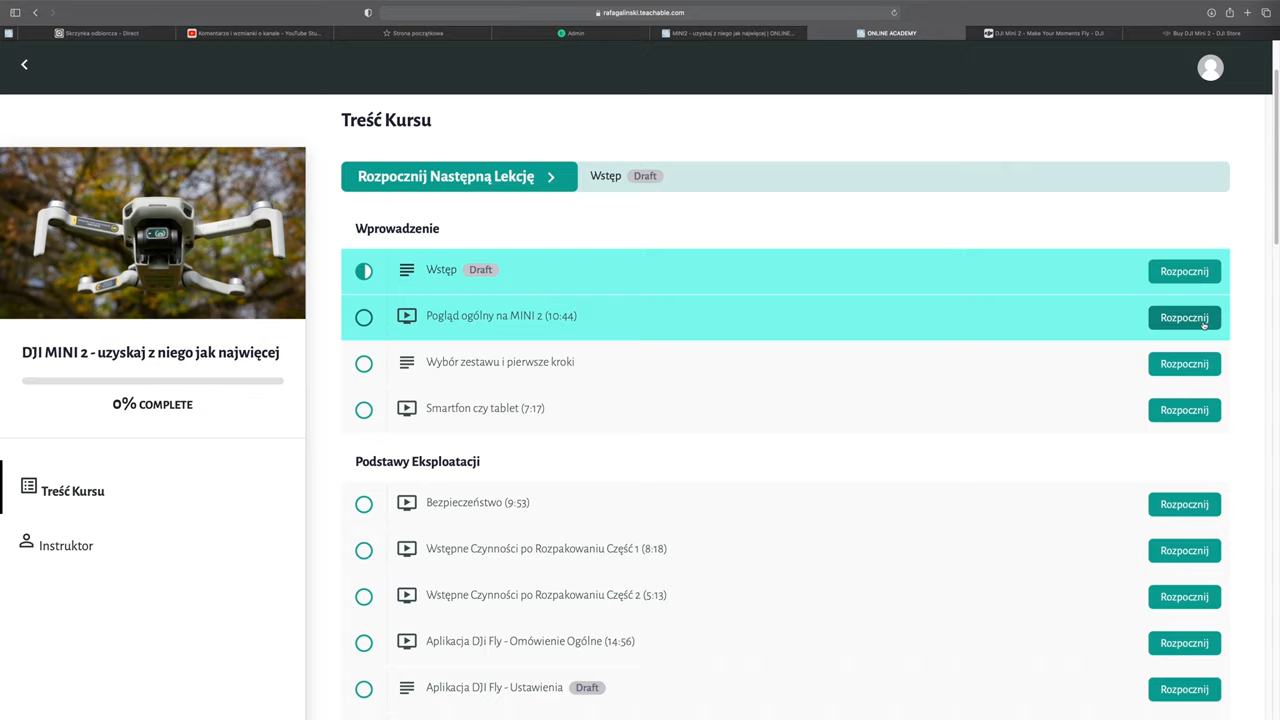 rafagalinski.teachable.com
Skrzynka odbiorcza - Direct
Komentarze i wzmianki o kanale - YouTube Stu...
Strona początkowa
Admin
MINI2 - uzyskaj z niego jak najwięcej | ONLINE...
ONLINE ACADEMY
DJI Mini 2 - Make Your Moments Fly - DJI
Buy DJI Mini 2 - DJI Store
Treść Kursu
Rozpocznij Następną Lekcję
Wstęp Draft
Wprowadzenie
Wstęp Draft Rozpocznij
Pogląd ogólny na MINI 2 (10:44) Rozpocznij
Wybór zestawu i pierwsze kroki Rozpocznij
Smartfon czy tablet (7:17) Rozpocznij
DJI MINI 2 - uzyskaj z niego jak najwięcej
0% COMPLETE
Treść Kursu
Instruktor
Podstawy Eksploatacji
Bezpieczeństwo (9:53) Rozpocznij
Wstępne Czynności po Rozpakowaniu Część 1 (8:18) Rozpocznij
Wstępne Czynności po Rozpakowaniu Część 2 (5:13) Rozpocznij
Aplikacja DJi Fly - Omówienie Ogólne (14:56) Rozpocznij
Aplikacja DJI Fly - Ustawienia Draft Rozpocznij